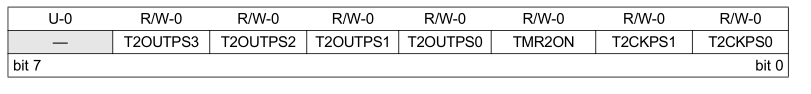 U-0 R/W-0 R/W-0 R/W-0 R/W-0 R/W-0 R/W-0 R/W-0
— T2OUTPS3 T2OUTPS2 T2OUTPS1 T2OUTPS0 TMR2ON T2CKPS1 T2CKPS0
bit 7 bit 0